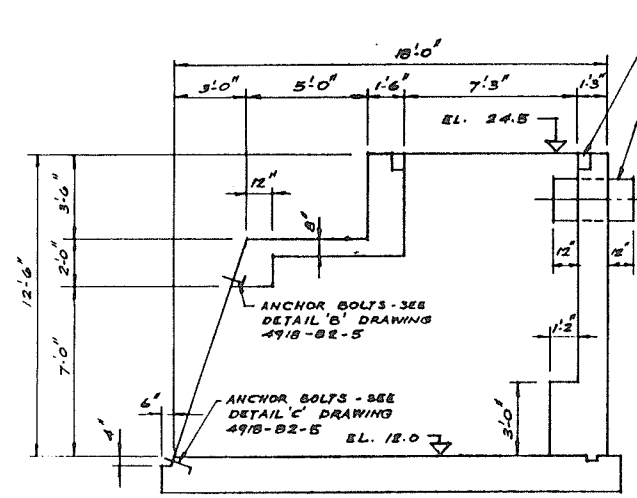 18'-0"
3'-0" 5'-0" 1'-6" 7'-3" 1'-3"
EL. 24.5
12"
3'-6"
8"
2'-0"
12'-6"
12" 12"
ANCHOR BOLTS - SEE
DETAIL 'B' DRAWING
4918-82-5
1'-2"
7'-0"
6"
ANCHOR BOLTS - SEE
DETAIL 'C' DRAWING
4918-82-5
3'-0"
EL. 12.0
4"